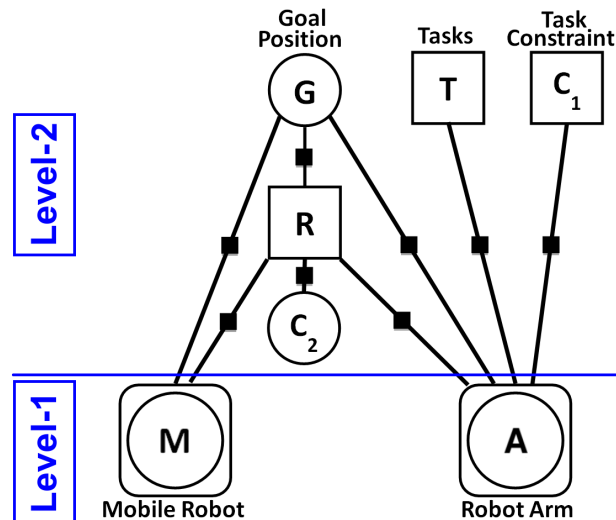 Goal
Position
Tasks
Task
Constraint
G
T
C1
R
C2
Level-2
Level-1
M
A
Mobile Robot
Robot Arm